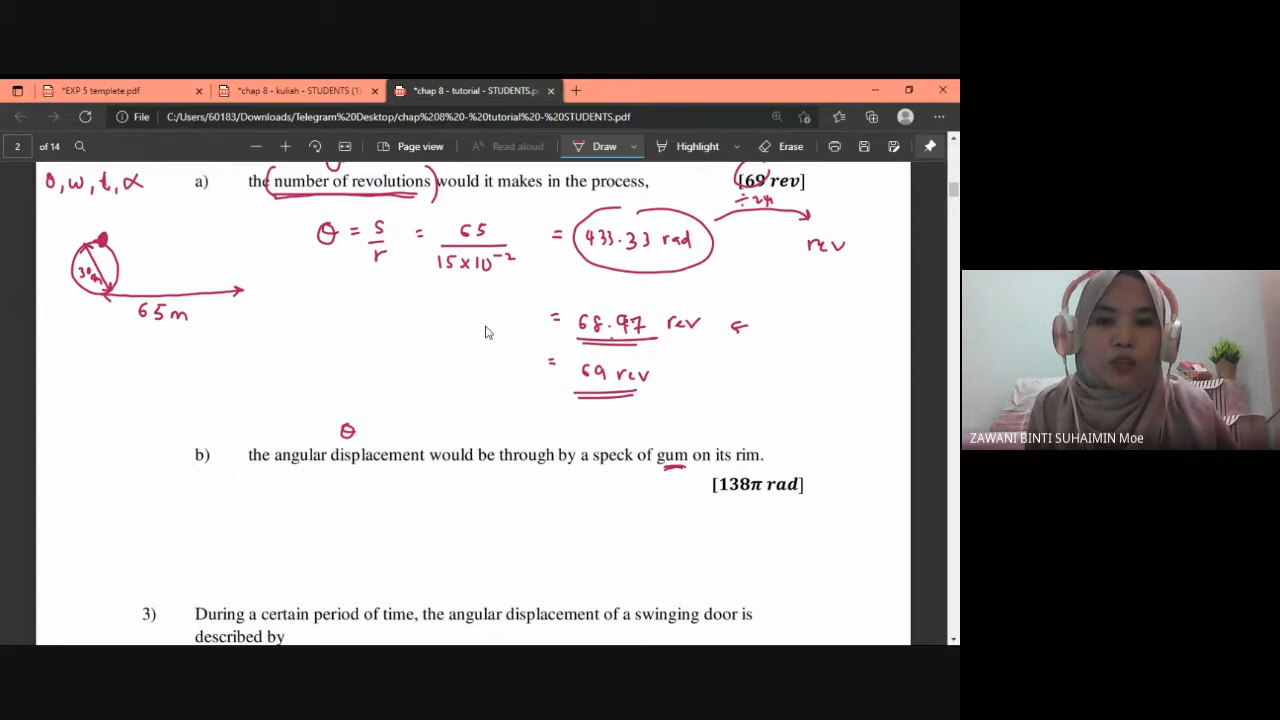 *EXP 5 templete.pdf
*chap 8 - kuliah - STUDENTS (1)
*chap 8 - tutorial - STUDENTS.p
File
C:/Users/60183/Downloads/Telegram%20Desktop/chap%208%20-%20tutorial%20-%20STUDENTS.pdf
2 of 14
Page view
Read aloud
Draw
Highlight
Erase
θ, ω, t, α
a) the number of revolutions would it makes in the process, [69 rev]
÷ 2π
θ = s/r = 65 / 15×10⁻² = 433.33 rad
rev
30cm
65 m
= 68.97 rev
= 69 rev
θ
b) the angular displacement would be through by a speck of gum on its rim.
[138π rad]
3) During a certain period of time, the angular displacement of a swinging door is
described by
ZAWANI BINTI SUHAIMIN Moe